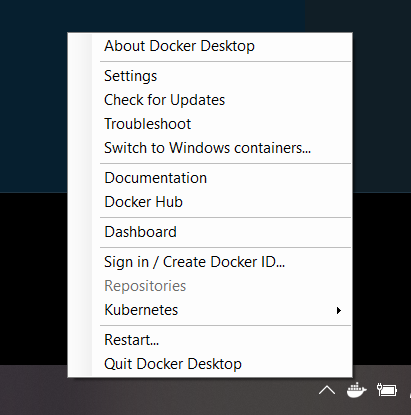 About Docker Desktop
Settings
Check for Updates
Troubleshoot
Switch to Windows containers...
Documentation
Docker Hub
Dashboard
Sign in / Create Docker ID...
Repositories
Kubernetes
Restart...
Quit Docker Desktop